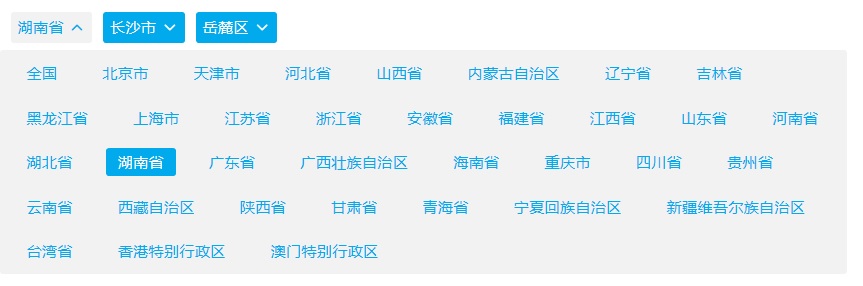 湖南省 长沙市 岳麓区
全国 北京市 天津市 河北省 山西省 内蒙古自治区 辽宁省 吉林省
黑龙江省 上海市 江苏省 浙江省 安徽省 福建省 江西省 山东省 河南省
湖北省 湖南省 广东省 广西壮族自治区 海南省 重庆市 四川省 贵州省
云南省 西藏自治区 陕西省 甘肃省 青海省 宁夏回族自治区 新疆维吾尔族自治区
台湾省 香港特别行政区 澳门特别行政区